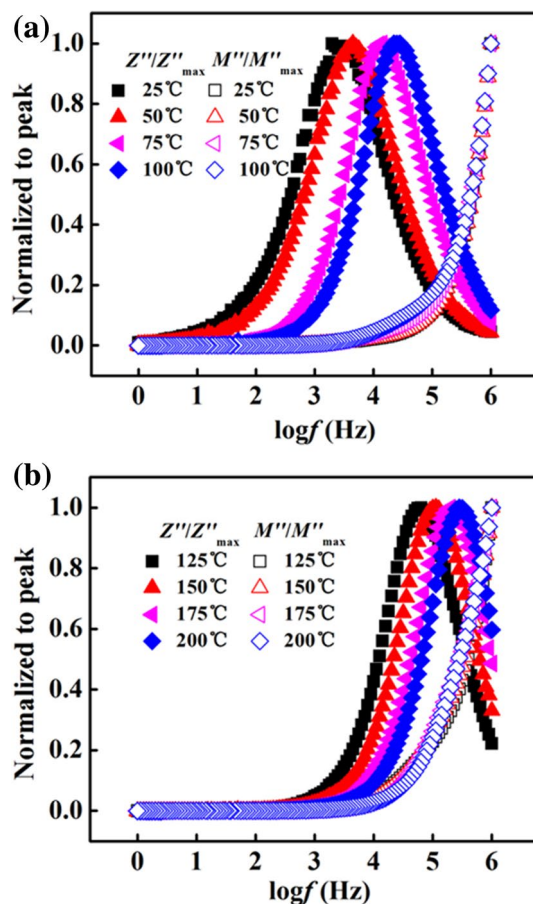 (a)
Z''/Z''max M''/M''max
25℃ 25℃
50℃ 50℃
75℃ 75℃
100℃ 100℃
Normalized to peak
1.0
0.8
0.6
0.4
0.2
0.0
0 1 2 3 4 5 6
logf (Hz)
(b)
Z''/Z''max M''/M''max
125℃ 125℃
150℃ 150℃
175℃ 175℃
200℃ 200℃
Normalized to peak
1.0
0.8
0.6
0.4
0.2
0.0
0 1 2 3 4 5 6
logf (Hz)